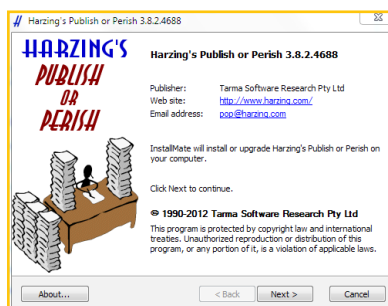 Harzing's Publish or Perish 3.8.2.4688
HARZING'S
PUBLISH
OR
PERISH
Harzing's Publish or Perish 3.8.2.4688
Publisher: Tarma Software Research Pty Ltd
Web site: http://www.harzing.com/
Email address: pop@harzing.com
InstallMate will install or upgrade Harzing's Publish or Perish on
your computer.
Click Next to continue.
© 1990-2012 Tarma Software Research Pty Ltd
This program is protected by copyright law and international
treaties. Unauthorized reproduction or distribution of this
program, or any portion of it, is a violation of applicable laws.
About... < Back Next > Cancel